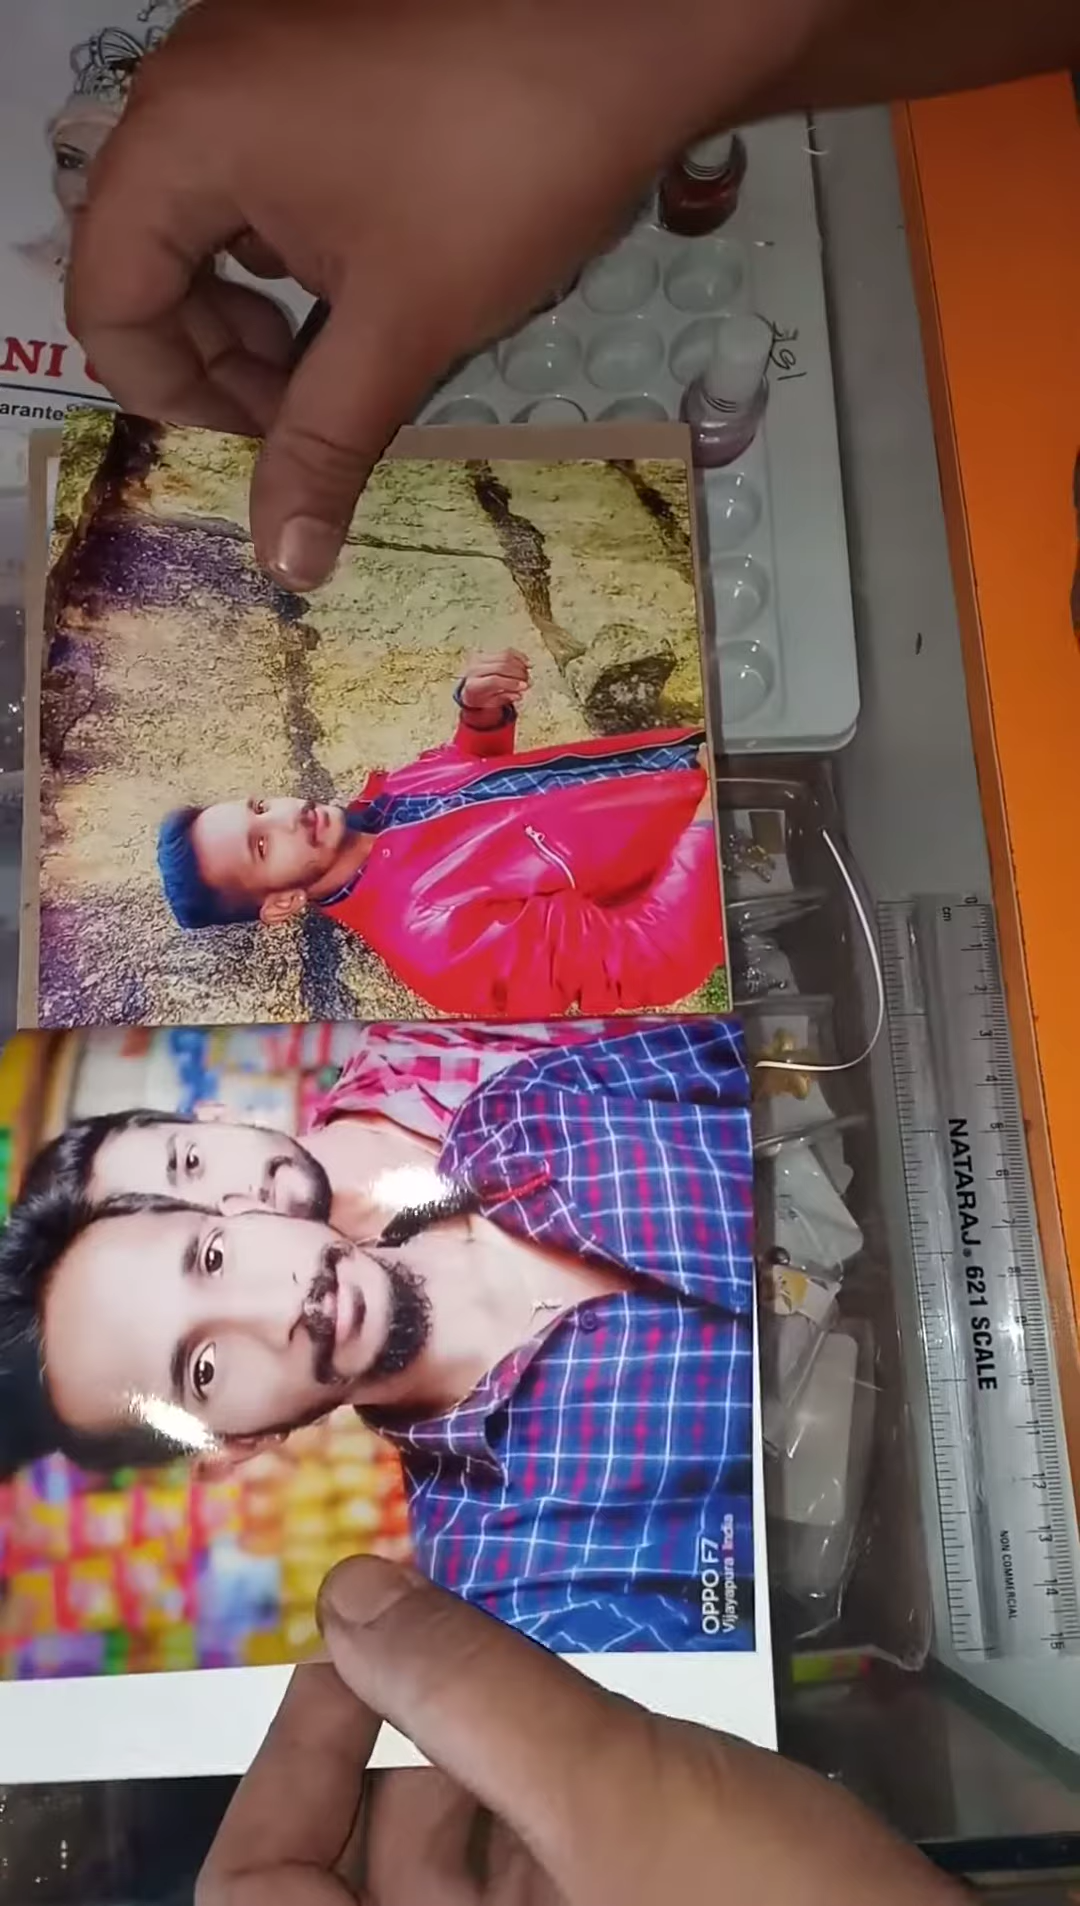 NI
arante
OPPO F7
Vijayapura India
NATARAJ® 621 SCALE
NON COMMERCIAL
cm
0 1 2 3 4 5 6 7 8 9 10 11 12 13 14 15